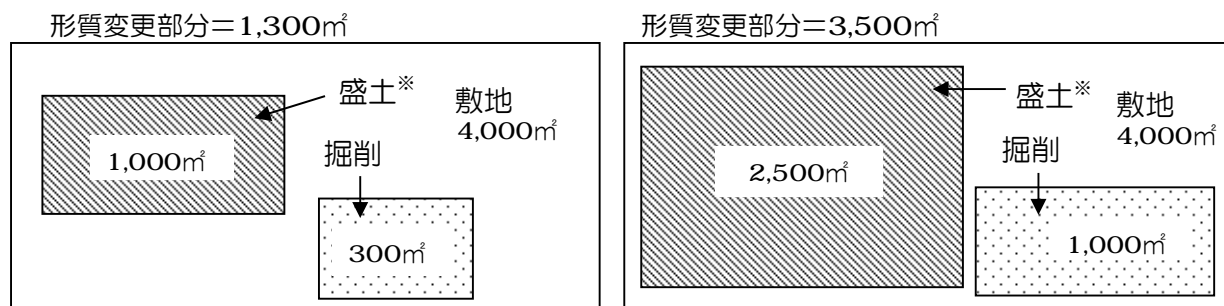 形質変更部分＝1,300㎡
盛土※
敷地
4,000㎡
1,000㎡
掘削
300㎡
形質変更部分＝3,500㎡
盛土※
敷地
4,000㎡
2,500㎡
掘削
1,000㎡